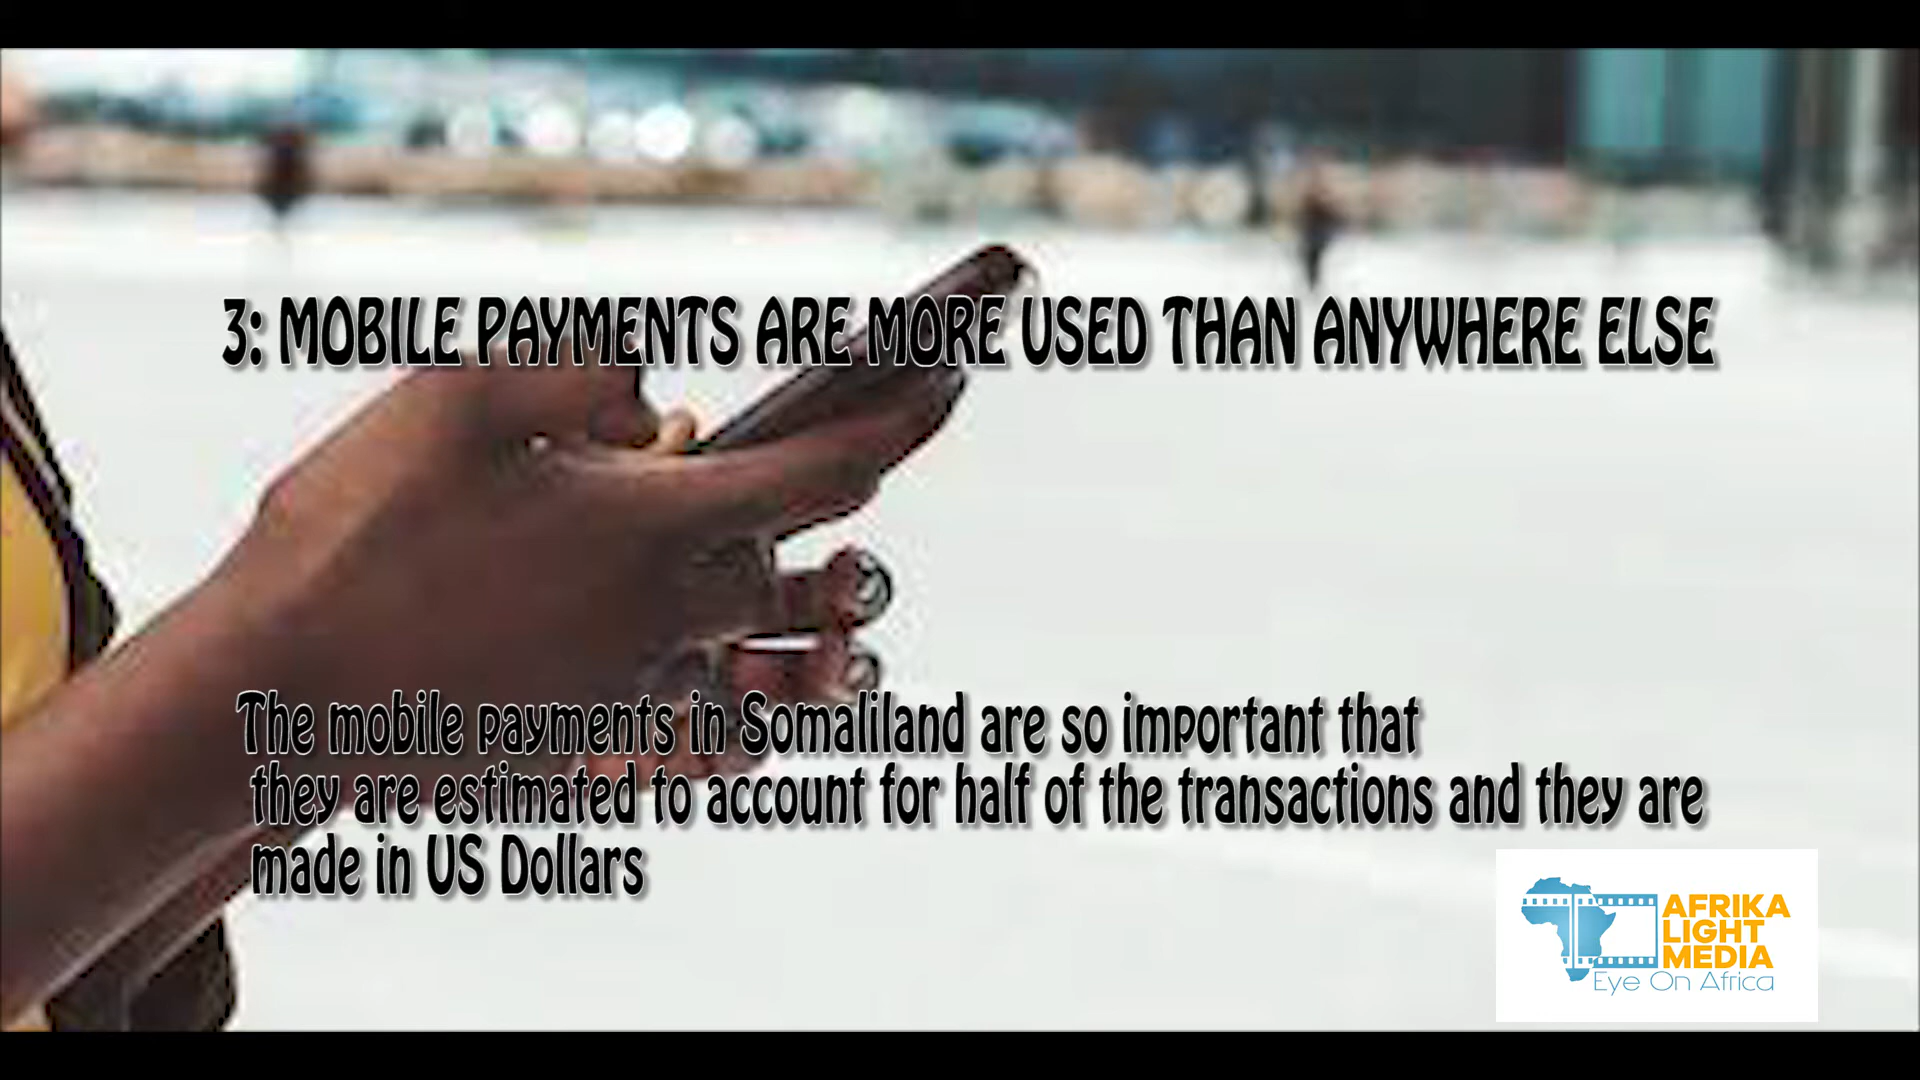 3: MOBILE PAYMENTS ARE MORE USED THAN ANYWHERE ELSE
The mobile payments in Somaliland are so important that
they are estimated to account for half of the transactions and they are
made in US Dollars
AFRIKA
LIGHT
MEDIA
Eye On Africa